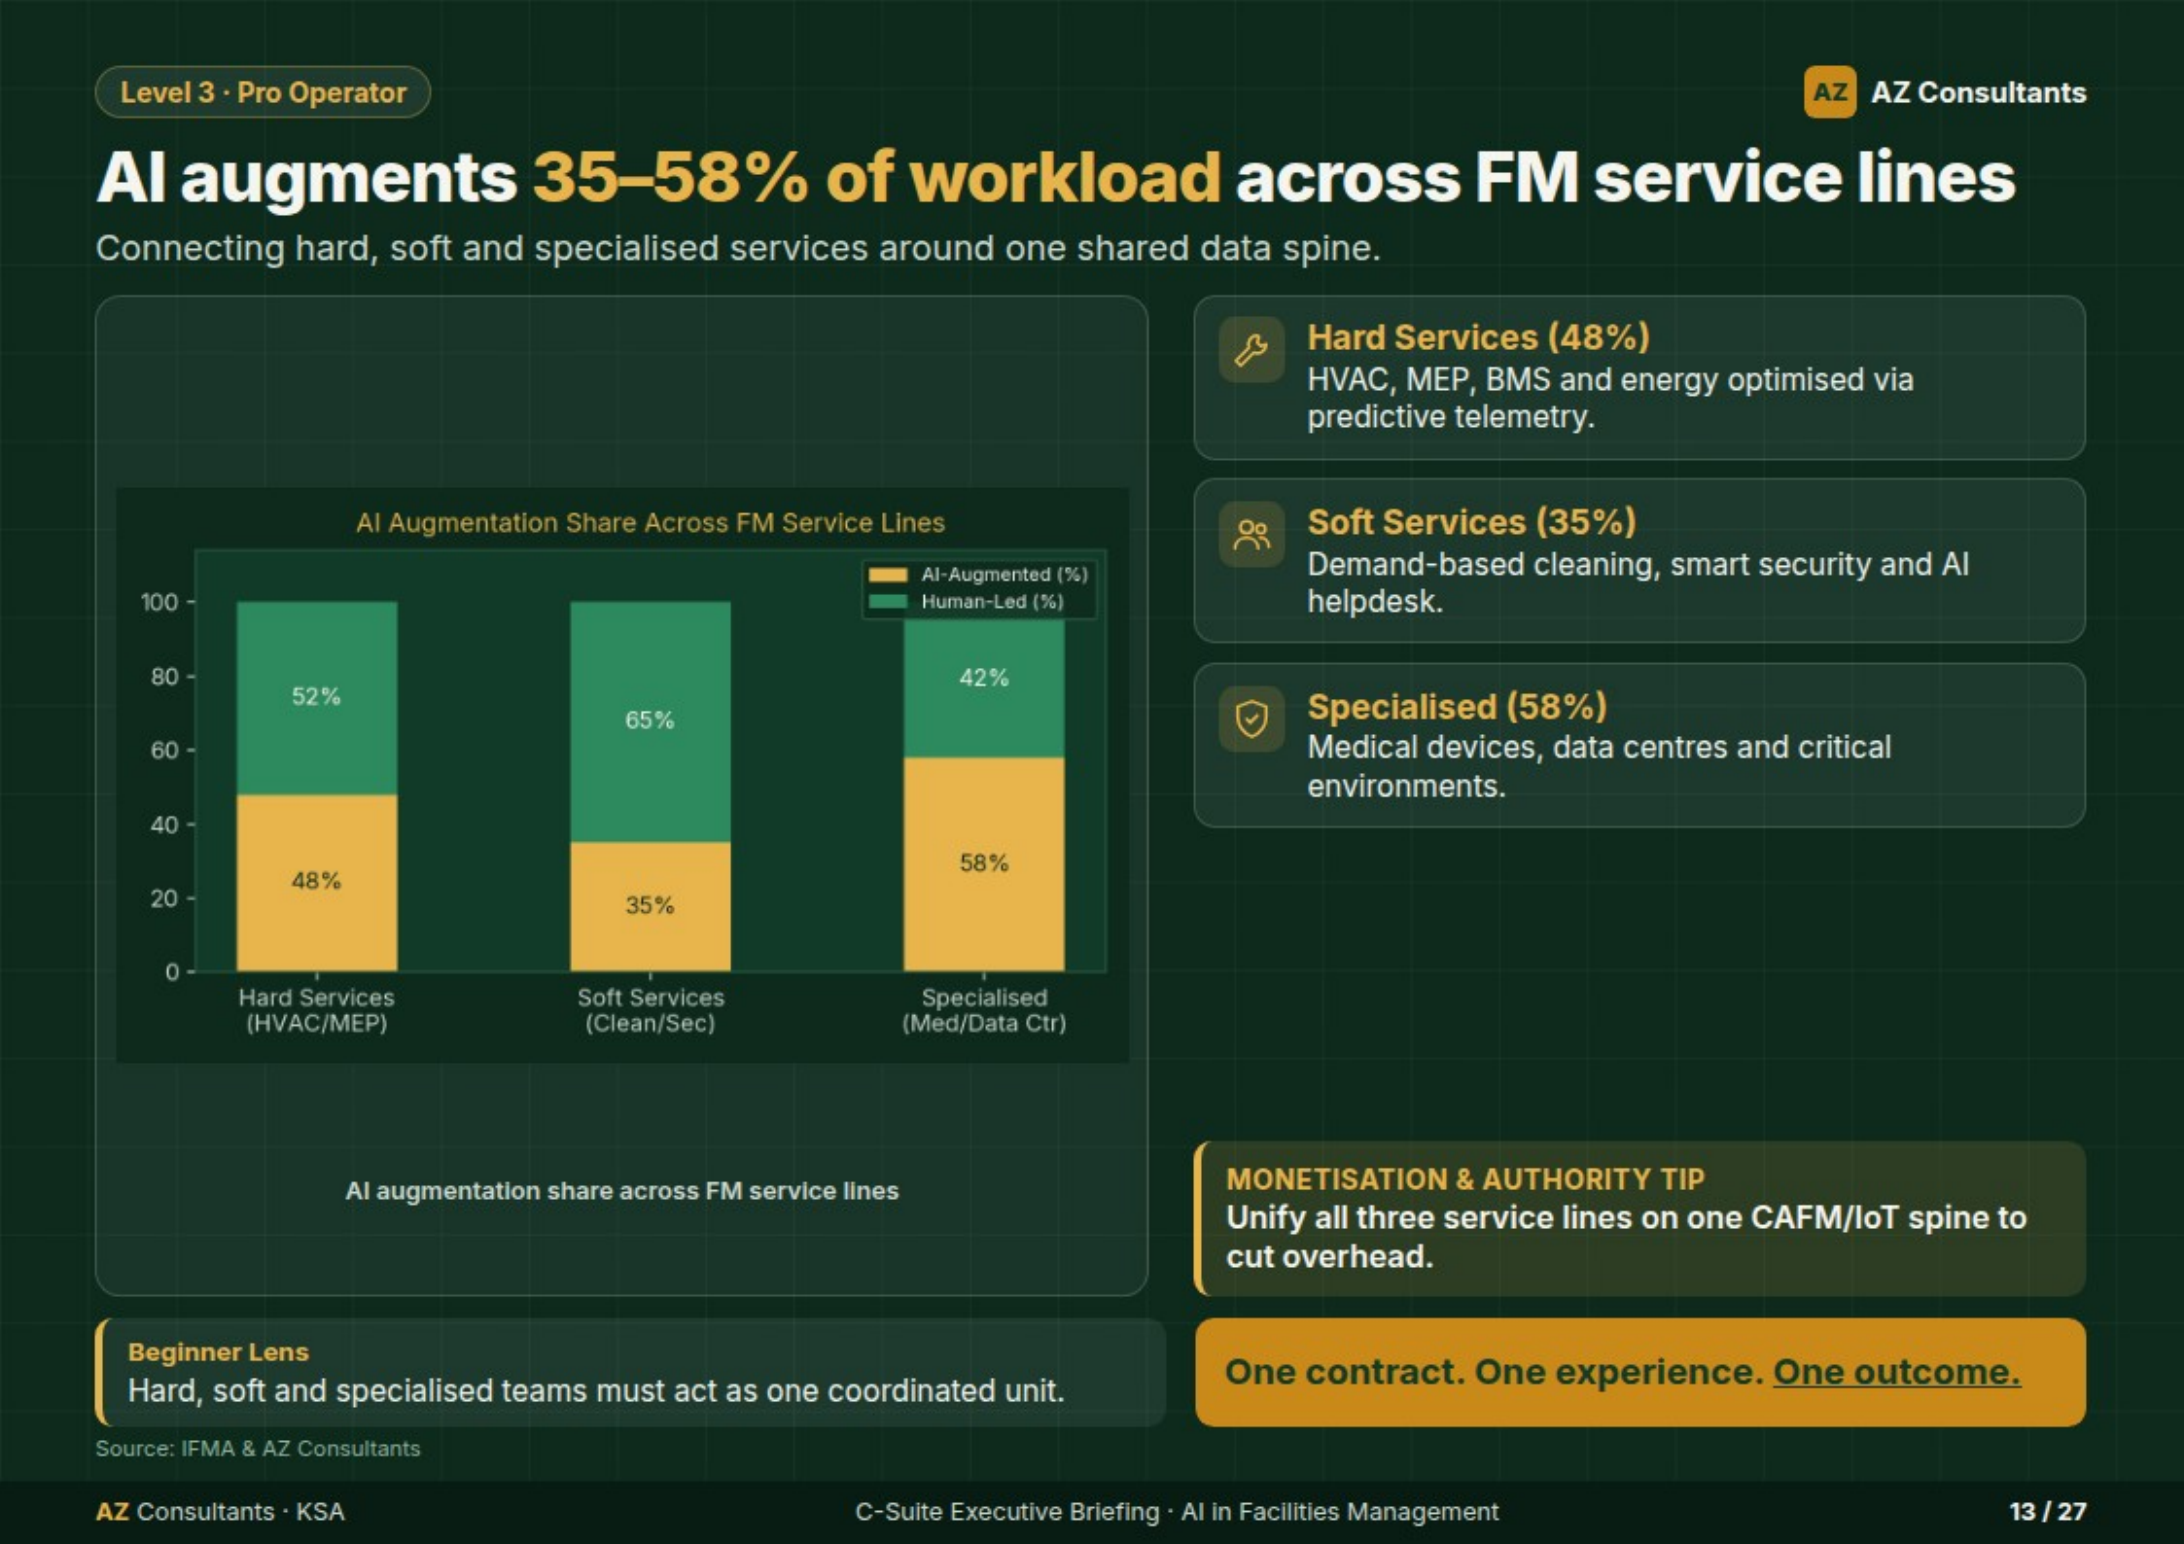 Level 3 · Pro Operator
AZ AZ Consultants
AI augments 35–58% of workload across FM service lines
Connecting hard, soft and specialised services around one shared data spine.
AI Augmentation Share Across FM Service Lines
AI-Augmented (%)
Human-Led (%)
100
80
60
40
20
0
52%
48%
65%
35%
42%
58%
Hard Services
(HVAC/MEP)
Soft Services
(Clean/Sec)
Specialised
(Med/Data Ctr)
AI augmentation share across FM service lines
Hard Services (48%)
HVAC, MEP, BMS and energy optimised via
predictive telemetry.
Soft Services (35%)
Demand-based cleaning, smart security and AI
helpdesk.
Specialised (58%)
Medical devices, data centres and critical
environments.
MONETISATION & AUTHORITY TIP
Unify all three service lines on one CAFM/IoT spine to
cut overhead.
Beginner Lens
Hard, soft and specialised teams must act as one coordinated unit.
One contract. One experience. One outcome.
Source: IFMA & AZ Consultants
AZ Consultants · KSA
C-Suite Executive Briefing · AI in Facilities Management
13 / 27